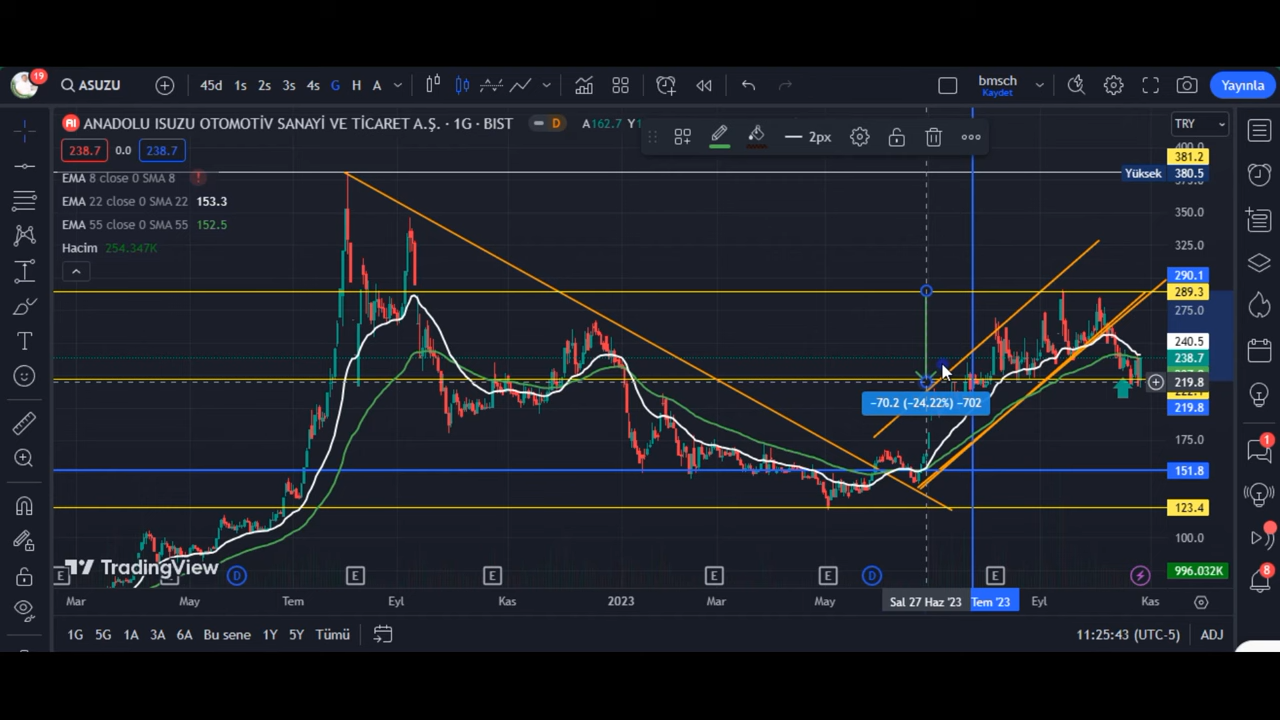 19
ASUZU
45d 1s 2s 3s 4s G H A
bmsch
Kaydet
Yayınla
ANADOLU ISUZU OTOMOTİV SANAYİ VE TİCARET A.Ş. · 1G · BIST
D
A162.7 Y1
2px
TRY
238.7 0.0 238.7
EMA 8 close 0 SMA 8
EMA 22 close 0 SMA 22 153.3
EMA 55 close 0 SMA 55 152.5
Hacim 254.347K
381.2
Yüksek 380.5
350.0
325.0
290.1
289.3
275.0
240.5
238.7
219.8
219.8
175.0
151.8
123.4
100.0
996.032K
−70.2 (−24,22%) −702
TradingView
E E D E E E E D E
Mar May Tem Eyl Kas 2023 Mar May Sal 27 Haz '23 Tem '23 Eyl Kas
1G 5G 1A 3A 6A Bu sene 1Y 5Y Tümü
11:25:43 (UTC-5) ADJ
1
8